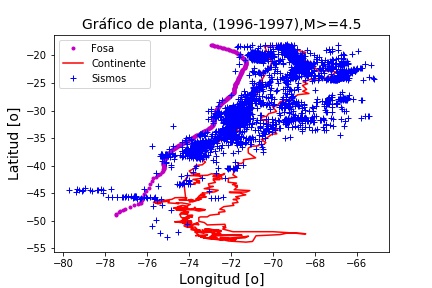 Gráfico de planta, (1996-1997),M>=4.5
Fosa
Continente
Sismos
−20
−25
−30
−35
−40
−45
−50
−55
−80
−78
−76
−74
−72
−70
−68
−66
Latitud [o]
Longitud [o]